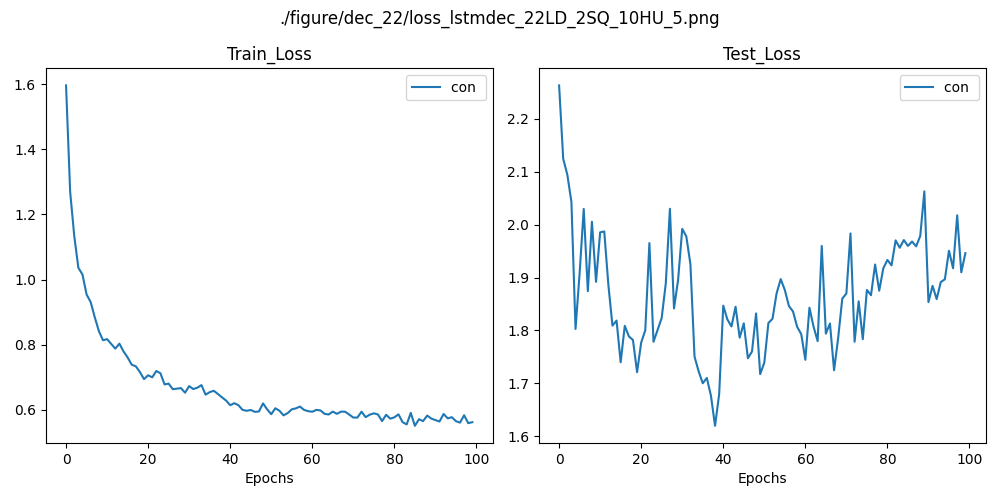 ./figure/dec_22/loss_lstmdec_22LD_2SQ_10HU_5.png
Train_Loss
con
1.6
1.4
1.2
1.0
0.8
0.6
0 20 40 60 80 100
Epochs
Test_Loss
con
2.2
2.1
2.0
1.9
1.8
1.7
1.6
0 20 40 60 80 100
Epochs